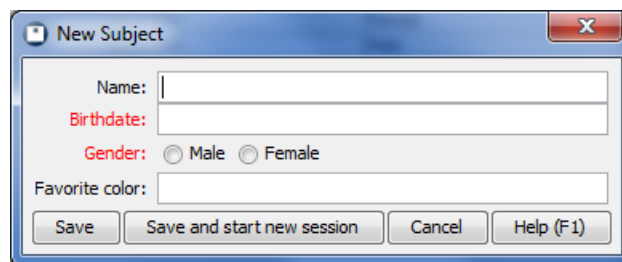 New Subject
Name:
Birthdate:
Gender: Male Female
Favorite color:
Save Save and start new session Cancel Help (F1)